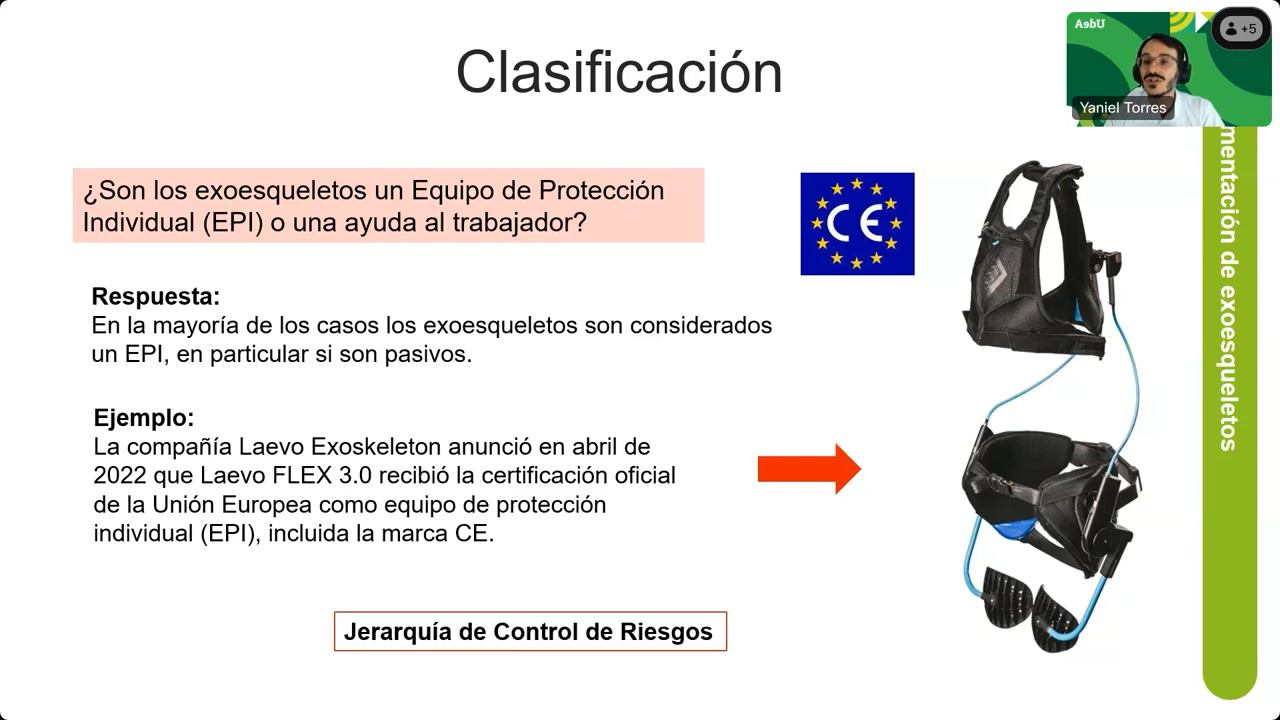 Clasificación
AɘbU
+5
Yaniel Torres
¿Son los exoesqueletos un Equipo de Protección
Individual (EPI) o una ayuda al trabajador?
CE
Respuesta:
En la mayoría de los casos los exoesqueletos son considerados
un EPI, en particular si son pasivos.
Ejemplo:
La compañía Laevo Exoskeleton anunció en abril de
2022 que Laevo FLEX 3.0 recibió la certificación oficial
de la Unión Europea como equipo de protección
individual (EPI), incluida la marca CE.
Jerarquía de Control de Riesgos
mentación de exoesqueletos